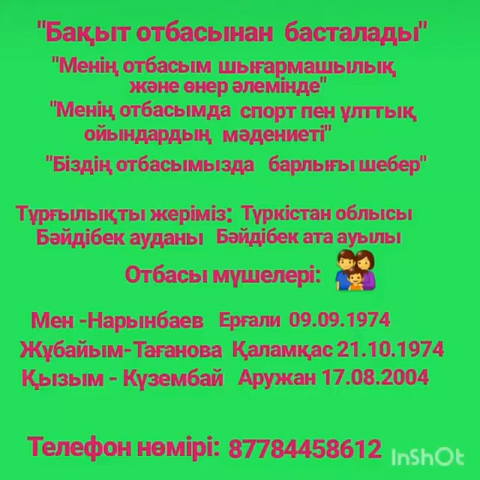 "Бақыт отбасынан басталады"
"Менің отбасым шығармашылық
және өнер әлемінде"
"Менің отбасымда спорт пен ұлттық
ойындардың мәдениеті"
"Біздің отбасымызда барлығы шебер"
Тұрғылықты жеріміз: Түркістан облысы
Бәйдібек ауданы Бәйдібек ата ауылы
Отбасы мүшелері:
Мен -Нарынбаев Ерғали 09.09.1974
Жұбайым-Тағанова Қаламқас 21.10.1974
Қызым - Күзембай Аружан 17.08.2004
Телефон нөмірі: 87784458612
InShOt